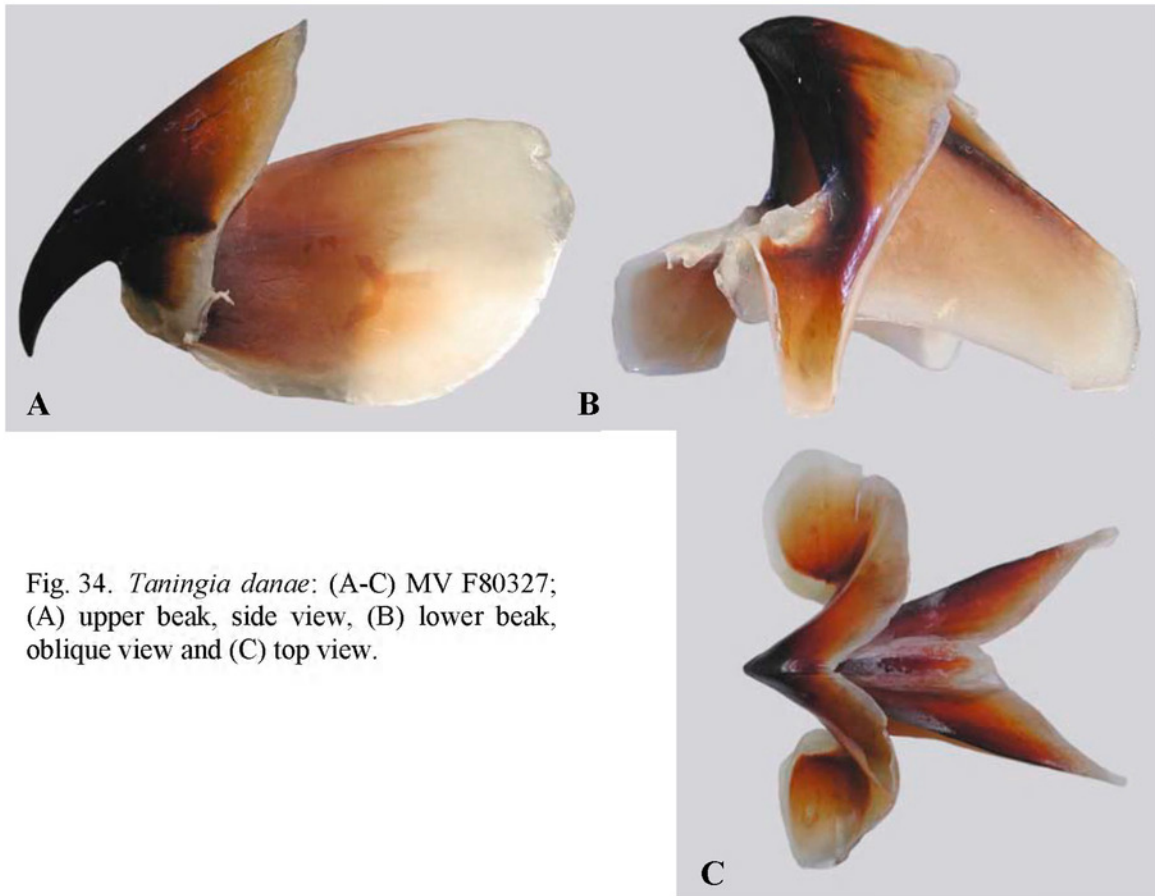 A
B
Fig. 34. Taningia danae: (A-C) MV F80327;
(A) upper beak, side view, (B) lower beak,
oblique view and (C) top view.
C